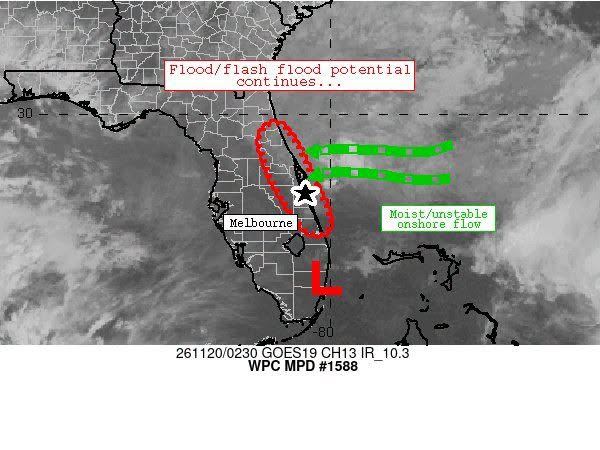 Flood/flash flood potential
continues...
30
Moist/unstable
onshore flow
Melbourne
L
-80
261120/0230 GOES19 CH13 IR_10.3
WPC MPD #1588